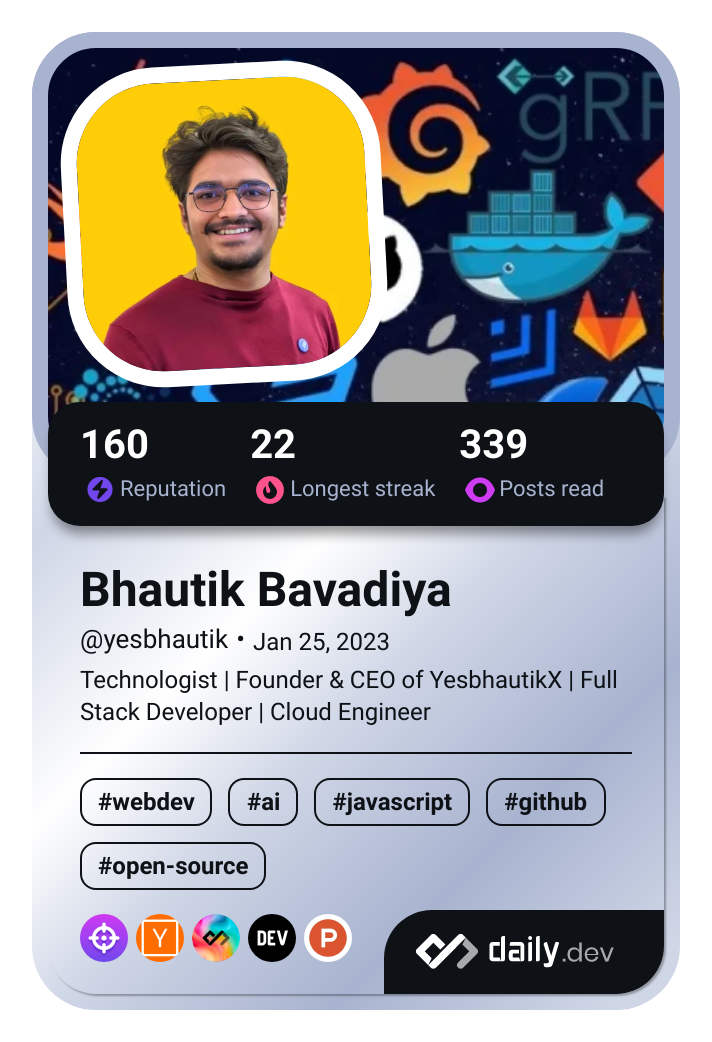 gRP
160 22 339
Reputation Longest streak Posts read
Bhautik Bavadiya
@yesbhautik • Jan 25, 2023
Technologist | Founder & CEO of YesbhautikX | Full
Stack Developer | Cloud Engineer
#webdev #ai #javascript #github
#open-source
Y DEV P
daily.dev